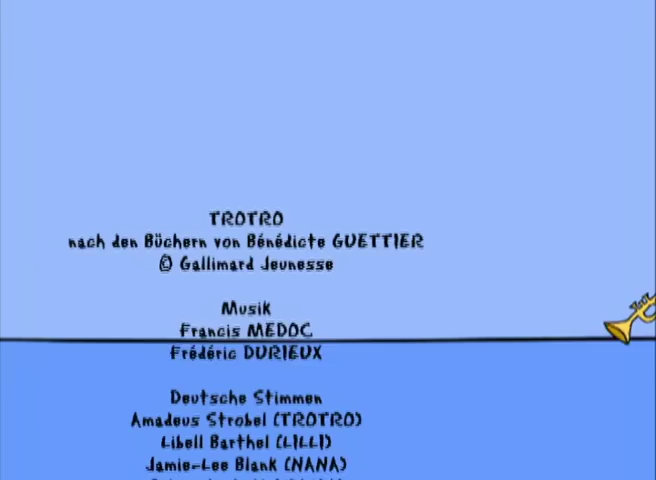 TROTRO
nach den Büchern von Bénédicte GUETTIER
© Gallimard Jeunesse
Musik
Francis MEDOC
Frédéric DURIEUX
Deutsche Stimmen
Amadeus Strobel (TROTRO)
Libell Barthel (LILLI)
Jamie-Lee Blank (NANA)